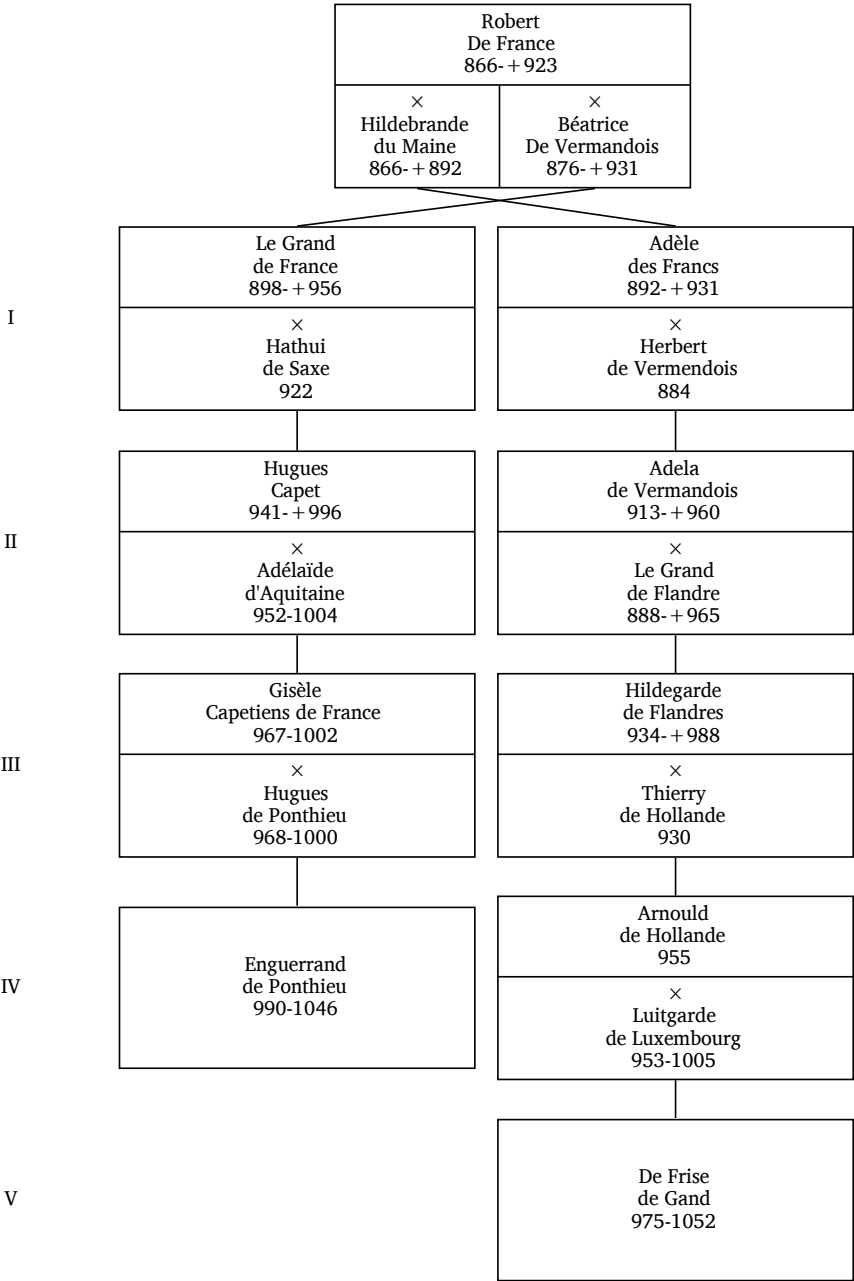 Robert
De France
866-+923
×
Hildebrande
du Maine
866-+892
×
Béatrice
De Vermandois
876-+931
I
Le Grand
de France
898-+956
×
Hathui
de Saxe
922
Adèle
des Francs
892-+931
×
Herbert
de Vermendois
884
II
Hugues
Capet
941-+996
×
Adélaïde
d'Aquitaine
952-1004
Adela
de Vermandois
913-+960
×
Le Grand
de Flandre
888-+965
III
Gisèle
Capetiens de France
967-1002
×
Hugues
de Ponthieu
968-1000
Hildegarde
de Flandres
934-+988
×
Thierry
de Hollande
930
IV
Enguerrand
de Ponthieu
990-1046
Arnould
de Hollande
955
×
Luitgarde
de Luxembourg
953-1005
V
De Frise
de Gand
975-1052